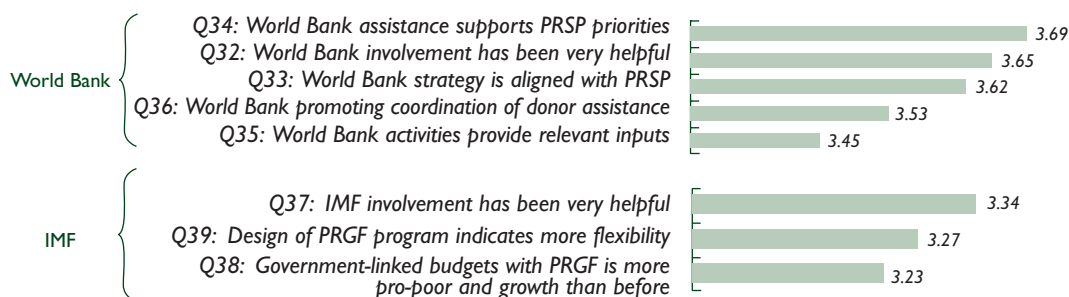 World Bank
Q34: World Bank assistance supports PRSP priorities 3.69
Q32: World Bank involvement has been very helpful 3.65
Q33: World Bank strategy is aligned with PRSP 3.62
Q36: World Bank promoting coordination of donor assistance 3.53
Q35: World Bank activities provide relevant inputs 3.45
IMF
Q37: IMF involvement has been very helpful 3.34
Q39: Design of PRGF program indicates more flexibility 3.27
Q38: Government-linked budgets with PRGF is more
pro-poor and growth than before 3.23